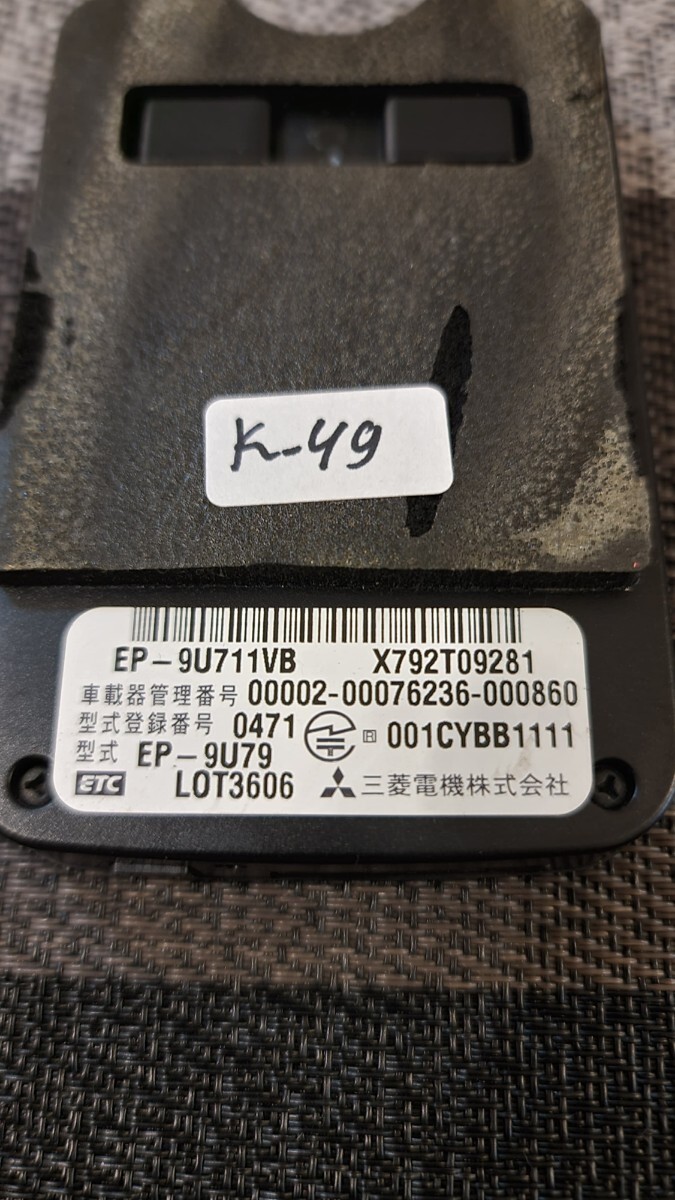 K-49
EP-9U711VB X792T09281
車載器管理番号 00002-00076236-000860
型式登録番号 0471 R 001CYBB1111
型式 EP-9U79
ETC LOT3606 三菱電機株式会社